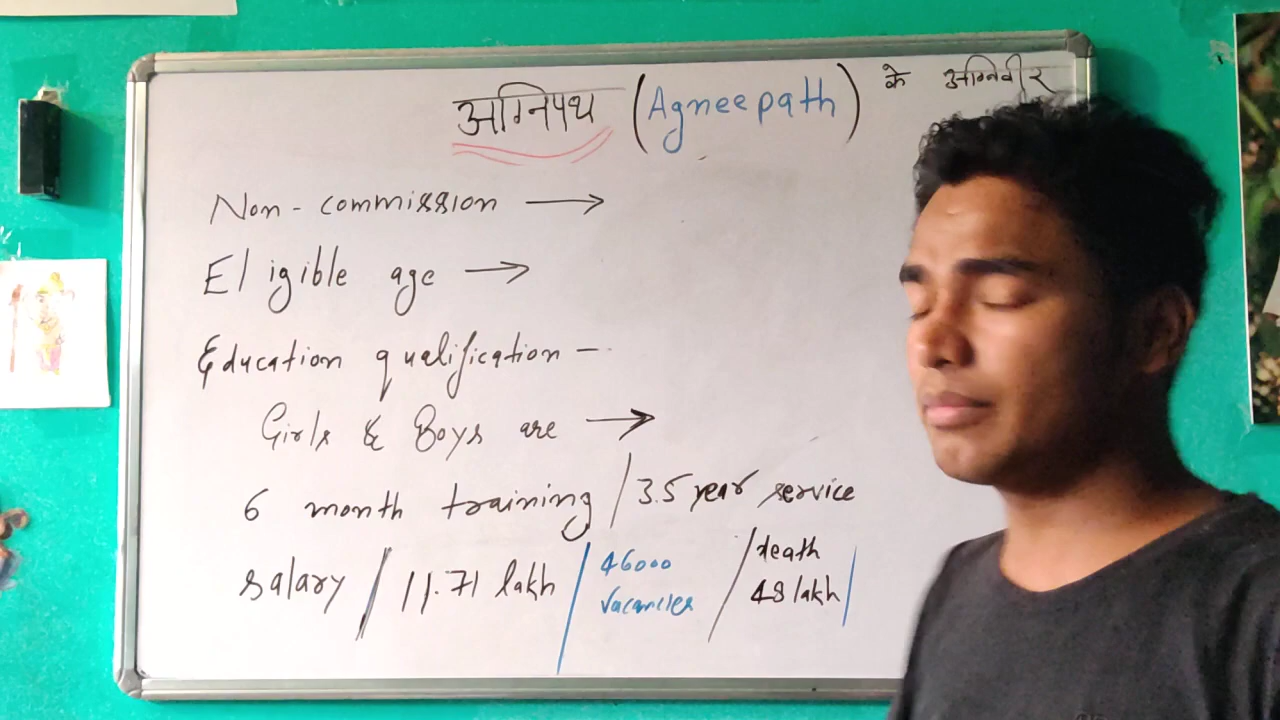 अग्निपथ (Agneepath) के अग्निवीर
Non-commission →
Eligible age →
Education qualification -
Girls & Boys are →
6 month training / 3.5 year service
salary / 11.71 lakh / 46000 vacancies / death 48 lakh /